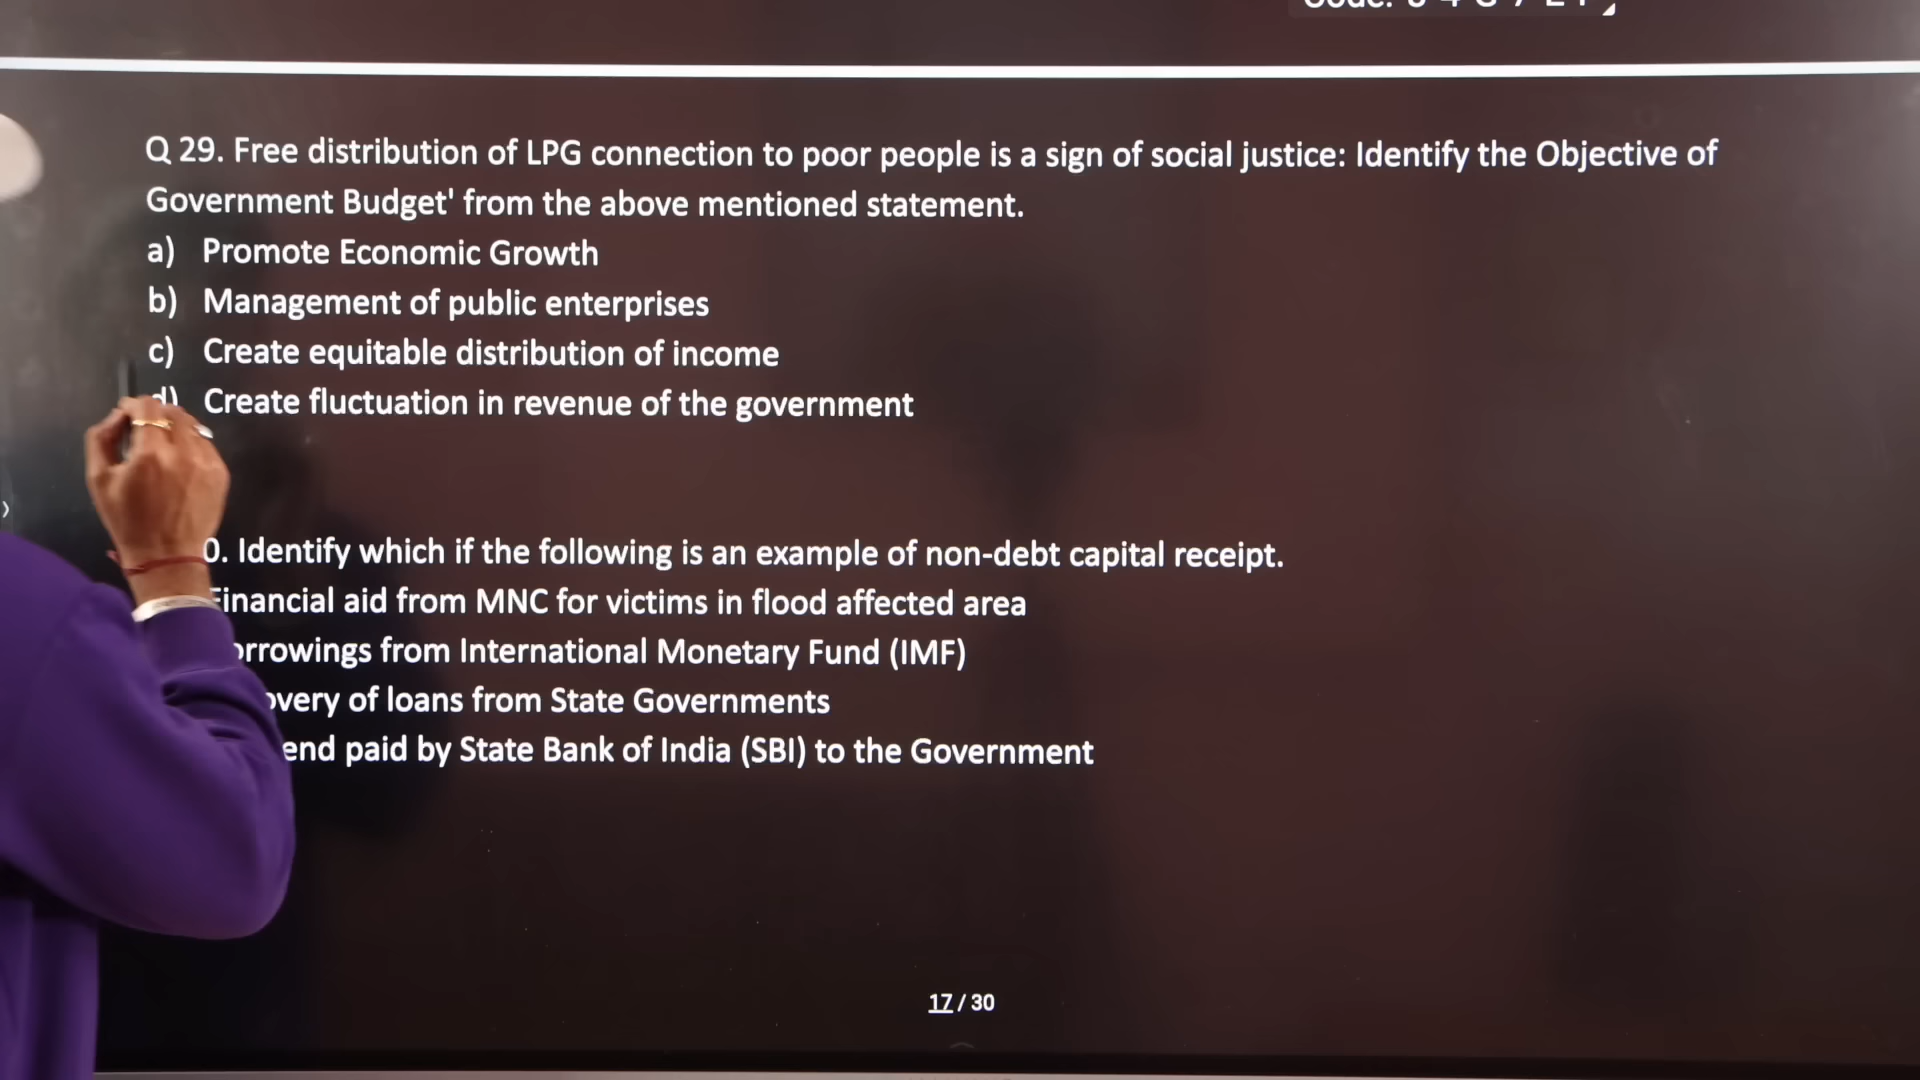 Q 29. Free distribution of LPG connection to poor people is a sign of social justice: Identify the Objective of
Government Budget' from the above mentioned statement.
a) Promote Economic Growth
b) Management of public enterprises
c) Create equitable distribution of income
d) Create fluctuation in revenue of the government
0. Identify which if the following is an example of non-debt capital receipt.
Financial aid from MNC for victims in flood affected area
from International Monetary Fund (IMF)
of loans from State Governments
paid by State Bank of India (SBI) to the Government
17 / 30